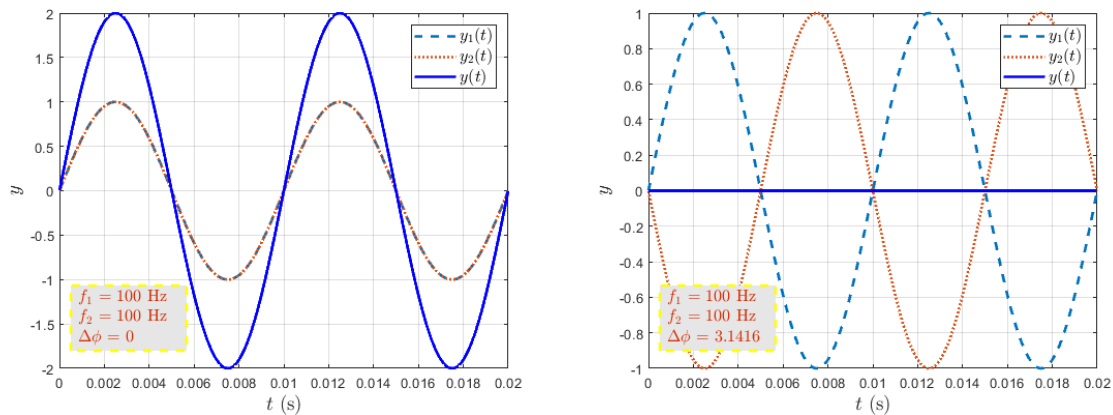 2
1.5
1
0.5
0
-0.5
-1
-1.5
-2
y
y₁(t)
y₂(t)
y(t)
f₁ = 100 Hz
f₂ = 100 Hz
Δϕ = 0
0 0.002 0.004 0.006 0.008 0.01 0.012 0.014 0.016 0.018 0.02
t (s)
1
0.8
0.6
0.4
0.2
0
-0.2
-0.4
-0.6
-0.8
-1
y
y₁(t)
y₂(t)
y(t)
f₁ = 100 Hz
f₂ = 100 Hz
Δϕ = 3.1416
0 0.002 0.004 0.006 0.008 0.01 0.012 0.014 0.016 0.018 0.02
t (s)